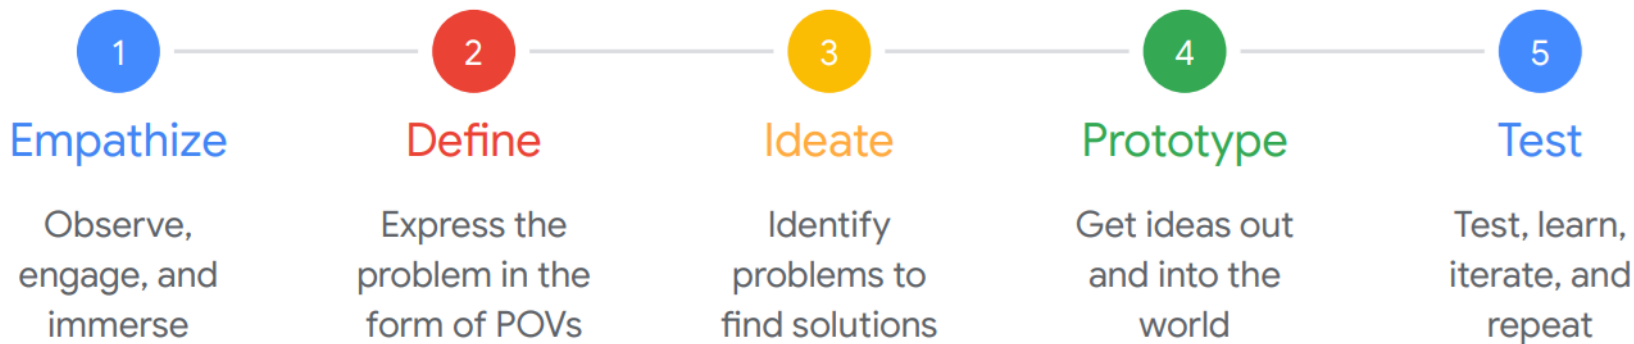 1
2
3
4
5
Empathize
Define
Ideate
Prototype
Test
Observe,
engage, and
immerse
Express the
problem in the
form of POVs
Identify
problems to
find solutions
Get ideas out
and into the
world
Test, learn,
iterate, and
repeat